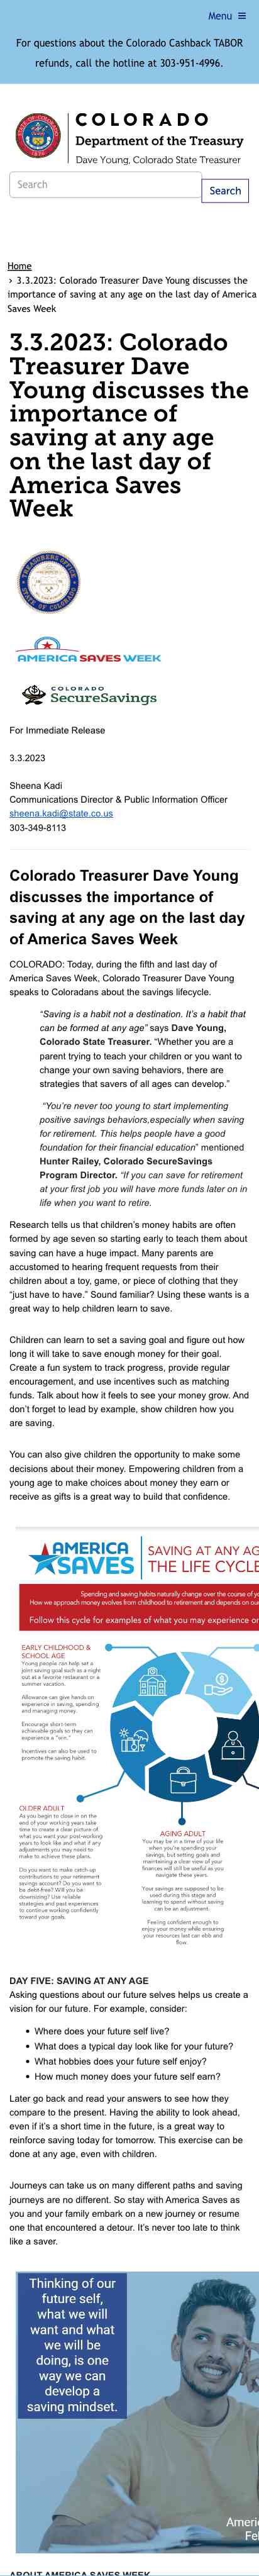 Menu
For questions about the Colorado Cashback TABOR
refunds, call the hotline at 303-951-4996.
COLORADO
Department of the Treasury
Dave Young, Colorado State Treasurer
Search
Search
Home
› 3.3.2023: Colorado Treasurer Dave Young discusses the
importance of saving at any age on the last day of America
Saves Week
3.3.2023: Colorado
Treasurer Dave
Young discusses the
importance of
saving at any age
on the last day of
America Saves
Week
TREASURER'S OFFICE
STATE OF COLORADO
AMERICA SAVES WEEK
COLORADO
SecureSavings
For Immediate Release
3.3.2023
Sheena Kadi
Communications Director & Public Information Officer
sheena.kadi@state.co.us
303-349-8113
Colorado Treasurer Dave Young
discusses the importance of
saving at any age on the last day
of America Saves Week
COLORADO: Today, during the fifth and last day of
America Saves Week, Colorado Treasurer Dave Young
speaks to Coloradans about the savings lifecycle.
“Saving is a habit not a destination. It’s a habit that
can be formed at any age” says Dave Young,
Colorado State Treasurer. “Whether you are a
parent trying to teach your children or you want to
change your own saving behaviors, there are
strategies that savers of all ages can develop.”
“You’re never too young to start implementing
positive savings behaviors,especially when saving
for retirement. This helps people have a good
foundation for their financial education” mentioned
Hunter Railey, Colorado SecureSavings
Program Director. “If you can save for retirement
at your first job you will have more funds later on in
life when you want to retire.
Research tells us that children’s money habits are often
formed by age seven so starting early to teach them about
saving can have a huge impact. Many parents are
accustomed to hearing frequent requests from their
children about a toy, game, or piece of clothing that they
“just have to have.” Sound familiar? Using these wants is a
great way to help children learn to save.
Children can learn to set a saving goal and figure out how
long it will take to save enough money for their goal.
Create a fun system to track progress, provide regular
encouragement, and use incentives such as matching
funds. Talk about how it feels to see your money grow. And
don’t forget to lead by example, show children how you
are saving.
You can also give children the opportunity to make some
decisions about their money. Empowering children from a
young age to make choices about money they earn or
receive as gifts is a great way to build that confidence.
AMERICA
SAVES
SAVING AT ANY AG
THE LIFE CYCLE
Spending and saving habits naturally change over the course of yo
How we approach money evolves from childhood to retirement and depends on ou
Follow this cycle for examples of what you may experience or
EARLY CHILDHOOD &
SCHOOL AGE
Young people can help set a
joint saving goal such as a night
out at a favorite restaurant or a
summer vacation.
Allowance can give hands on
experience in saving, spending
and managing money.
Encourage short-term
achievable goals so they can
experience a "win."
Incentives can also be used to
promote the saving habit.
OLDER ADULT
As you begin to close in on the
end of your working years take
time to create a clear picture of
what you want your post-working
years to look like and what if any
adjustments you may need to
make to achieve these plans.
Do you want to make catch-up
contributions to your retirement
savings account? Do you want to
be debt-free? Will you be
downsizing? Use reliable
strategies and past experiences
to continue working confidently
toward your goals.
AGING ADULT
You may be in a time of your life
when you're spending your
savings, but setting goals and
maintaining a clear view of your
finances will still be useful as you
navigate these years.
Your savings are supposed to be
used during this stage and
learning to spend without saving
can be an adjustment.
Feeling confident enough to
enjoy your money while ensuring
your resources last can ebb and
flow.
DAY FIVE: SAVING AT ANY AGE
Asking questions about our future selves helps us create a
vision for our future. For example, consider:
• Where does your future self live?
• What does a typical day look like for your future?
• What hobbies does your future self enjoy?
• How much money does your future self earn?
Later go back and read your answers to see how they
compare to the present. Having the ability to look ahead,
even if it’s a short time in the future, is a great way to
reinforce saving today for tomorrow. This exercise can be
done at any age, even with children.
Journeys can take us on many different paths and saving
journeys are no different. So stay with America Saves as
you and your family embark on a new journey or resume
one that encountered a detour. It’s never too late to think
like a saver.
Thinking of our
future self,
what we will
want and what
we will be
doing, is one
way we can
develop a
saving mindset.
Ameri
Fe
ABOUT AMERICA SAVES WEEK